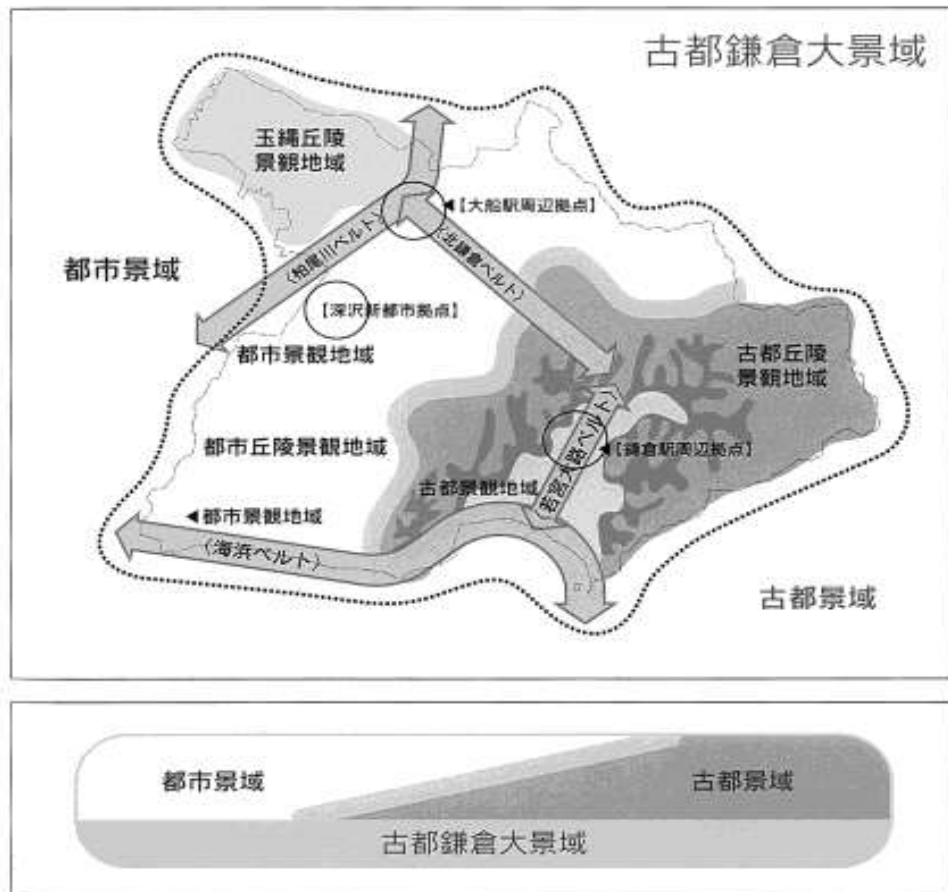 古都鎌倉大景域
玉縄丘陵
景観地域
◀【大船駅周辺拠点】
〈柏尾川ベルト〉
〈北鎌倉ベルト〉
都市景域
【深沢新都市拠点】
都市景観地域
古都丘陵
景観地域
都市丘陵景観地域
〈若宮大路ベルト〉
◀【鎌倉駅周辺拠点】
古都景観地域
◀都市景観地域
〈海浜ベルト〉
古都景域
都市景域
古都景域
古都鎌倉大景域